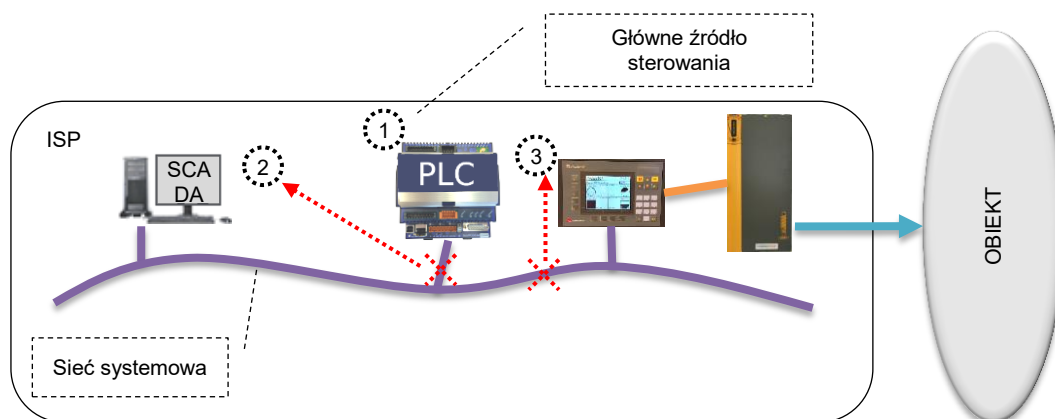 Główne źródło
sterowania
ISP
1
2
3
SCA
DA
PLC
OBIEKT
Sieć systemowa